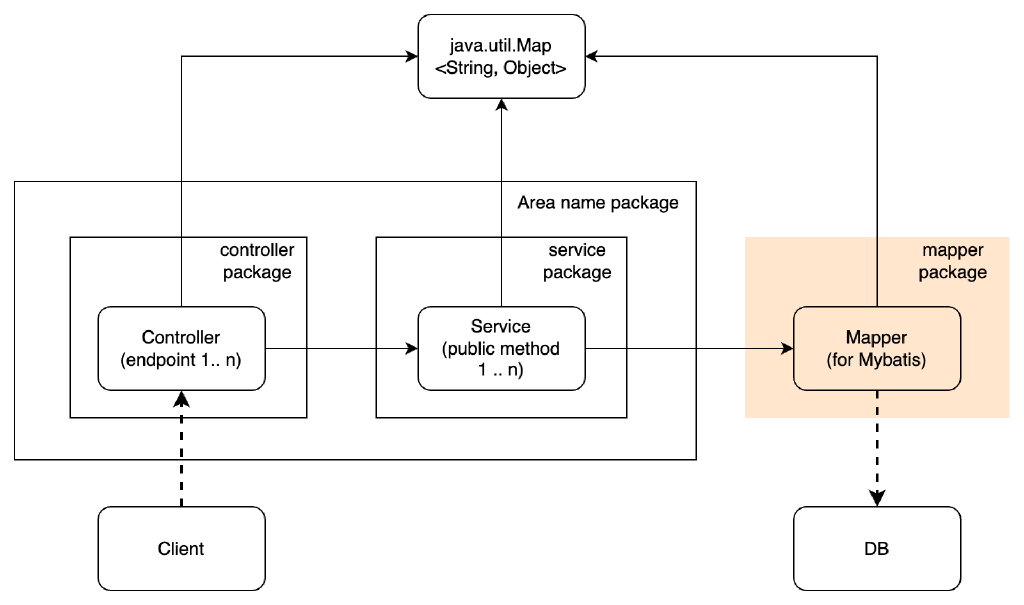 java.util.Map
<String, Object>
Area name package
controller
package
service
package
mapper
package
Controller
(endpoint 1.. n)
Service
(public method
1 .. n)
Mapper
(for Mybatis)
Client
DB